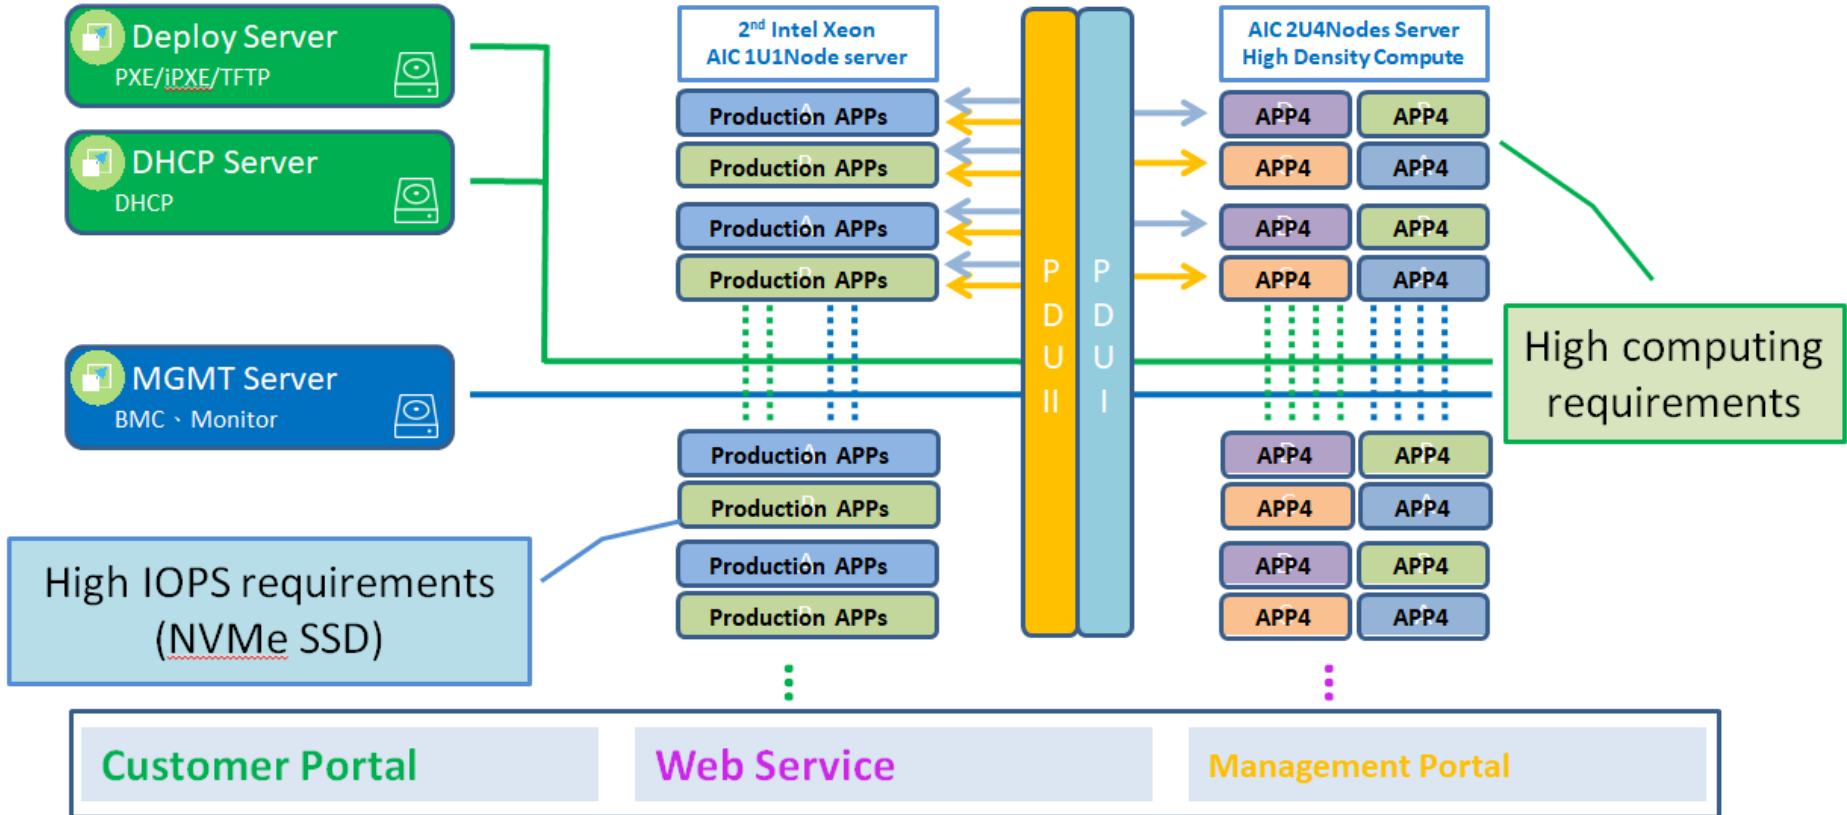 Deploy Server
PXE/iPXE/TFTP
DHCP Server
DHCP
MGMT Server
BMC、Monitor
High IOPS requirements
(NVMe SSD)
2nd Intel Xeon
AIC 1U1Node server
Production APPs
Production APPs
Production APPs
Production APPs
Production APPs
Production APPs
Production APPs
Production APPs
PDU II
PDU I
AIC 2U4Nodes Server
High Density Compute
APP4 APP4
APP4 APP4
APP4 APP4
APP4 APP4
APP4 APP4
APP4 APP4
APP4 APP4
APP4 APP4
High computing
requirements
Customer Portal
Web Service
Management Portal